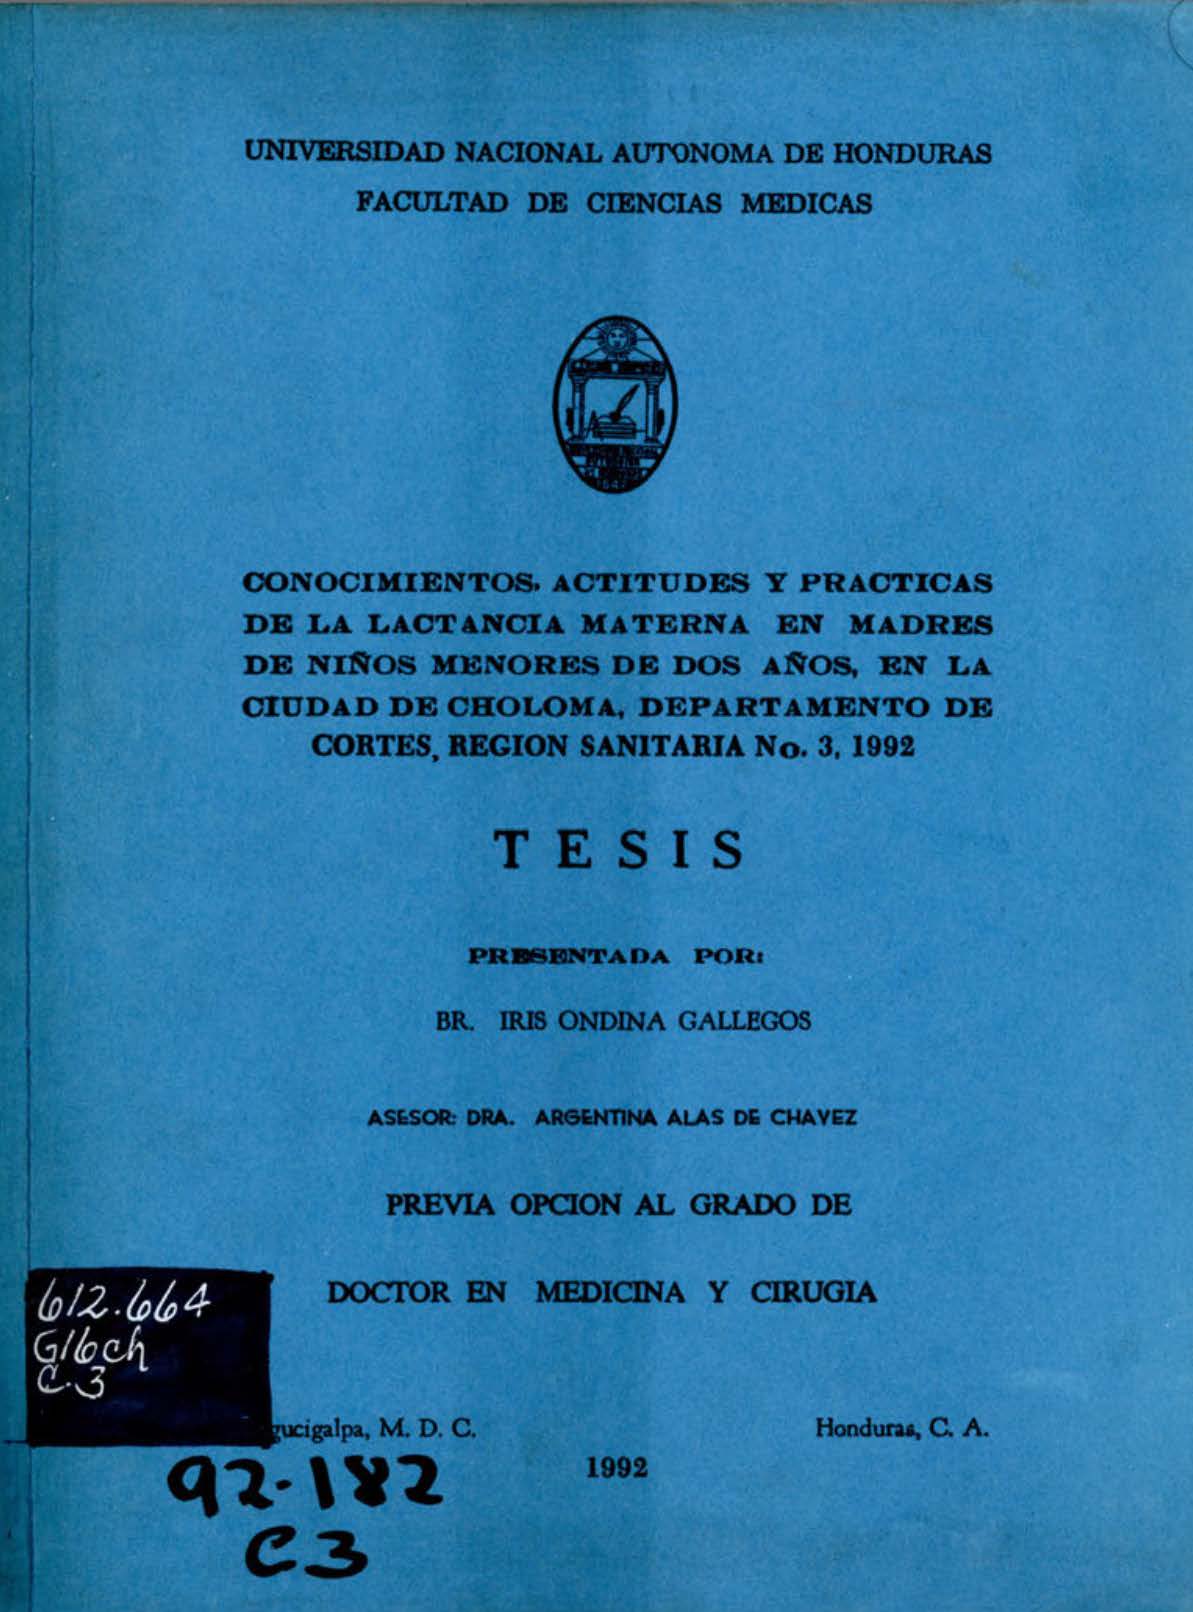 UNIVERSIDAD NACIONAL AUTONOMA DE HONDURAS
FACULTAD DE CIENCIAS MEDICAS
CONOCIMIENTOS, ACTITUDES Y PRACTICAS
DE LA LACTANCIA MATERNA EN MADRES
DE NIÑOS MENORES DE DOS AÑOS, EN LA
CIUDAD DE CHOLOMA, DEPARTAMENTO DE
CORTES, REGION SANITARIA No. 3, 1992
TESIS
PRESENTADA POR:
BR. IRIS ONDINA GALLEGOS
ASESOR: DRA. ARGENTINA ALAS DE CHAVEZ
PREVIA OPCION AL GRADO DE
DOCTOR EN MEDICINA Y CIRUGIA
612.664
G16ch
C.3
gucigalpa, M. D. C. Honduras, C. A.
1992
92-182
C3